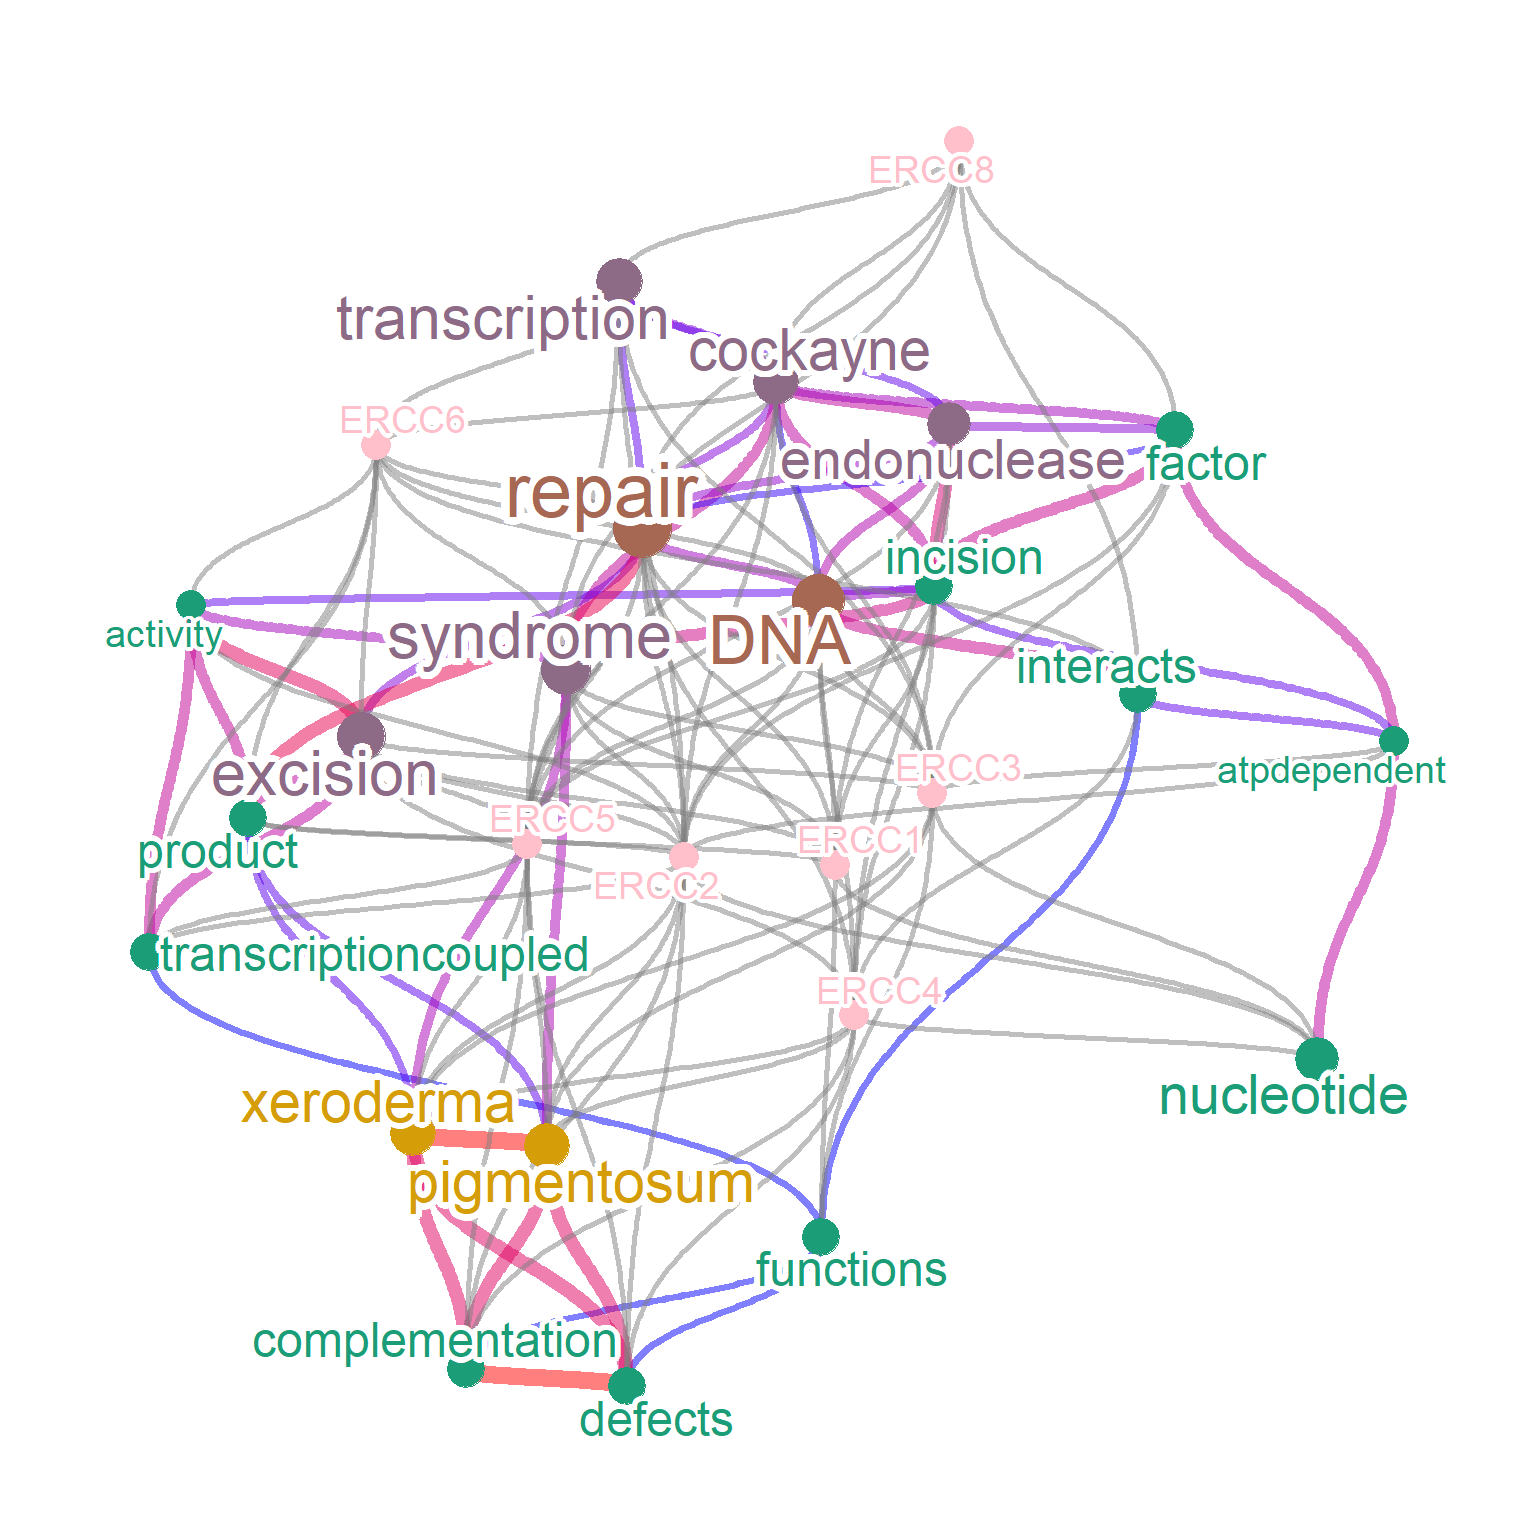 ERCC8
transcription
cockayne
ERCC6
endonuclease
factor
repair
incision
activity
syndrome
DNA
interacts
excision
ERCC3
atpdependent
ERCC5
product
ERCC1
ERCC2
transcriptioncoupled
ERCC4
xeroderma
nucleotide
pigmentosum
functions
complementation
defects